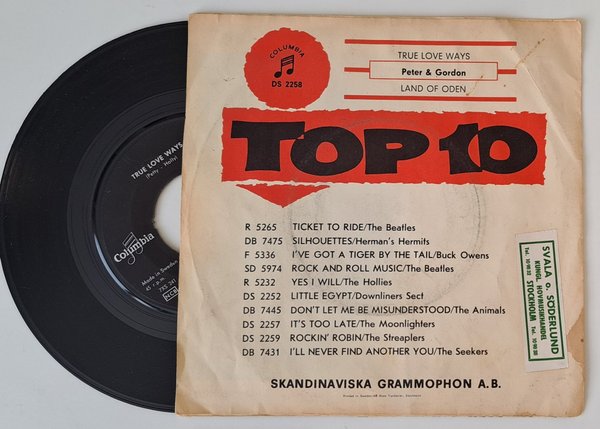 COLUMBIA
DS 2258
TRUE LOVE WAYS
Peter & Gordon
LAND OF ODEN
TOP 10
R 5265 TICKET TO RIDE/The Beatles
DB 7475 SILHOUETTES/Herman's Hermits
F 5336 I'VE GOT A TIGER BY THE TAIL/Buck Owens
SD 5974 ROCK AND ROLL MUSIC/The Beatles
R 5232 YES I WILL/The Hollies
DS 2252 LITTLE EGYPT/Downliners Sect
DB 7445 DON'T LET ME BE MISUNDERSTOOD/The Animals
DS 2257 IT'S TOO LATE/The Moonlighters
DS 2259 ROCKIN' ROBIN/The Streaplers
DB 7431 I'LL NEVER FIND ANOTHER YOU/The Seekers
SKANDINAVISKA GRAMMOPHON A.B.
SVALA o. SÖDERLUND
KUNGL. HOVMUSIKHANDEL
STOCKHOLM
TRUE LOVE WAYS
(Petty - Holly)
Columbia
Made in Sweden
45 r.p.m.
NCB